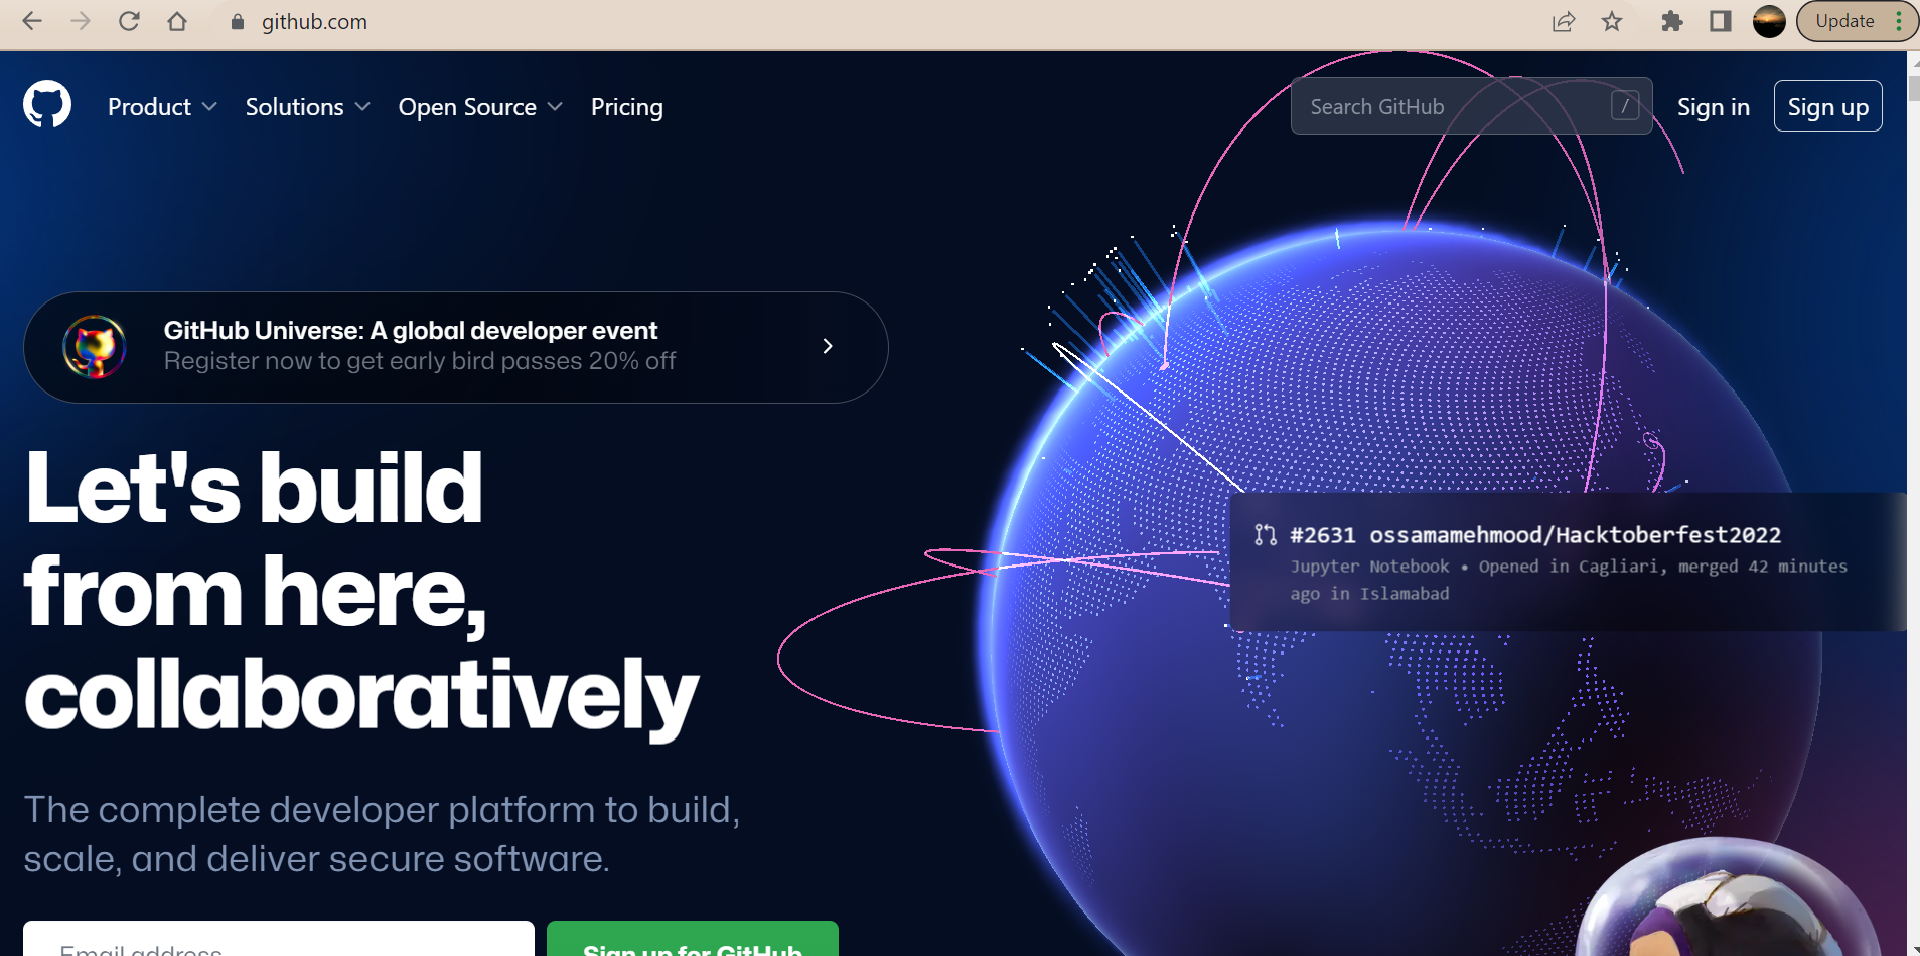 github.com
Update
Product
Solutions
Open Source
Pricing
Search GitHub
/
Sign in
Sign up
GitHub Universe: A global developer event
Register now to get early bird passes 20% off
Let's build
from here,
collaboratively
#2631 ossamamehmood/Hacktoberfest2022
Jupyter Notebook • Opened in Cagliari, merged 42 minutes
ago in Islamabad
The complete developer platform to build,
scale, and deliver secure software.
Email address
Sign up for GitHub